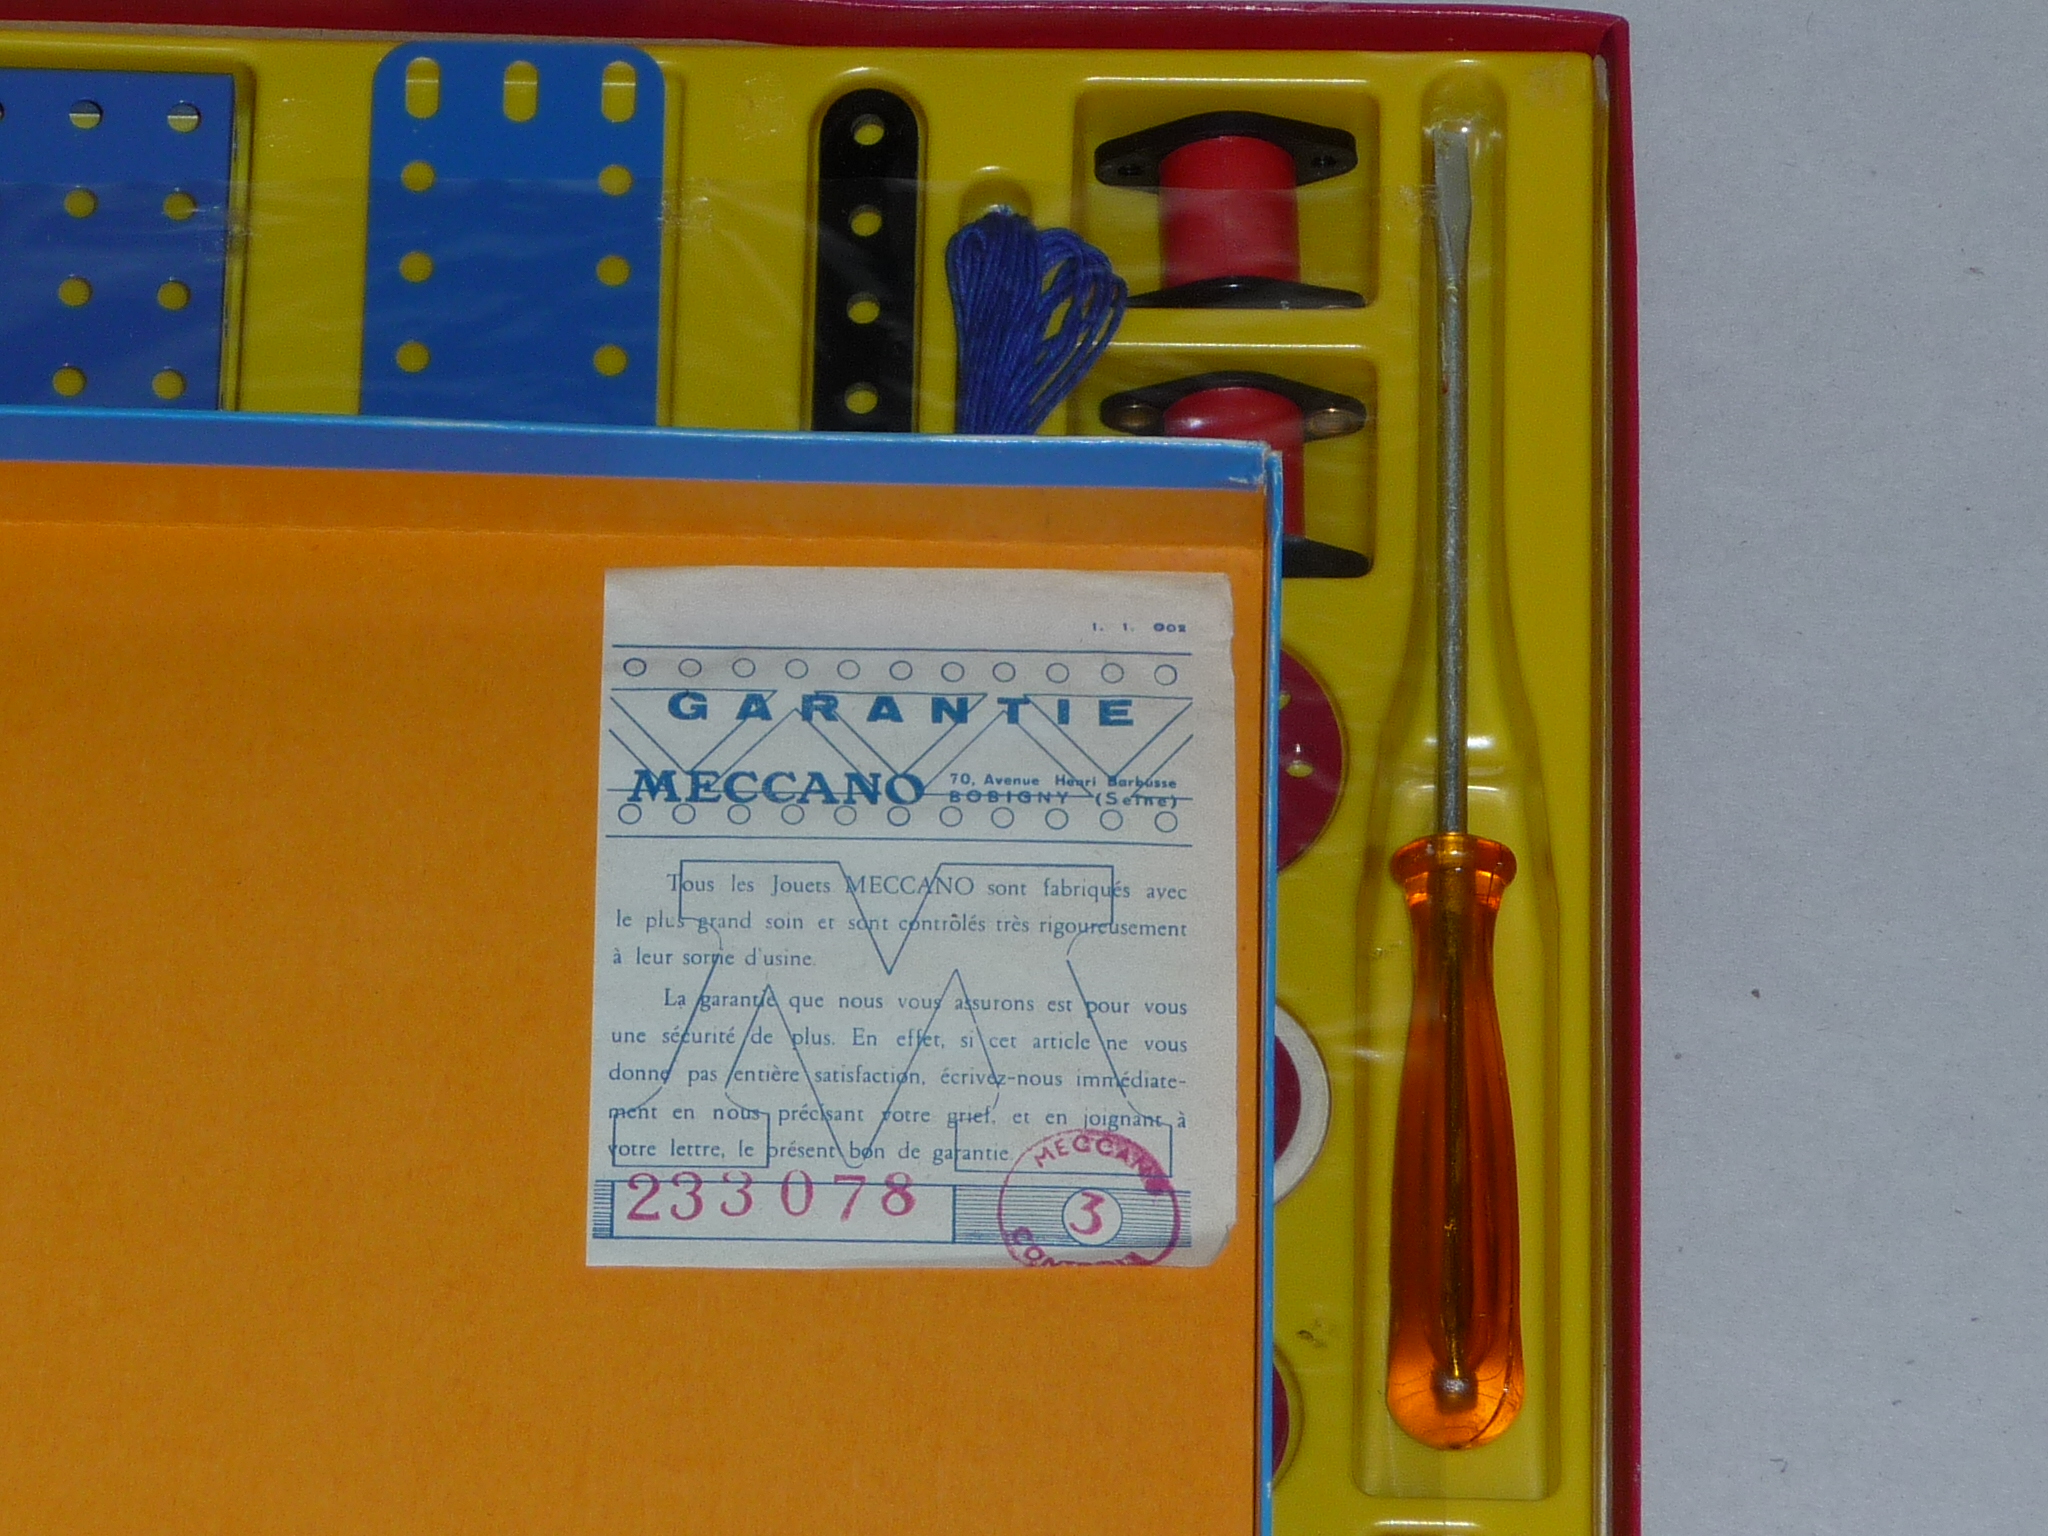 1. 1. 002
GARANTIE
MECCANO 70, Avenue Henri Barbusse
BOBIGNY (Seine)
Tous les Jouets MECCANO sont fabriqués avec
le plus grand soin et sont contrôlés très rigoureusement
à leur sortie d'usine.
La garantie que nous vous assurons est pour vous
une sécurité de plus. En effet, si cet article ne vous
donne pas entière satisfaction, écrivez-nous immédiate-
ment en nous précisant votre grief, et en joignant à
votre lettre, le présent bon de garantie.
233078
MECCANO
3